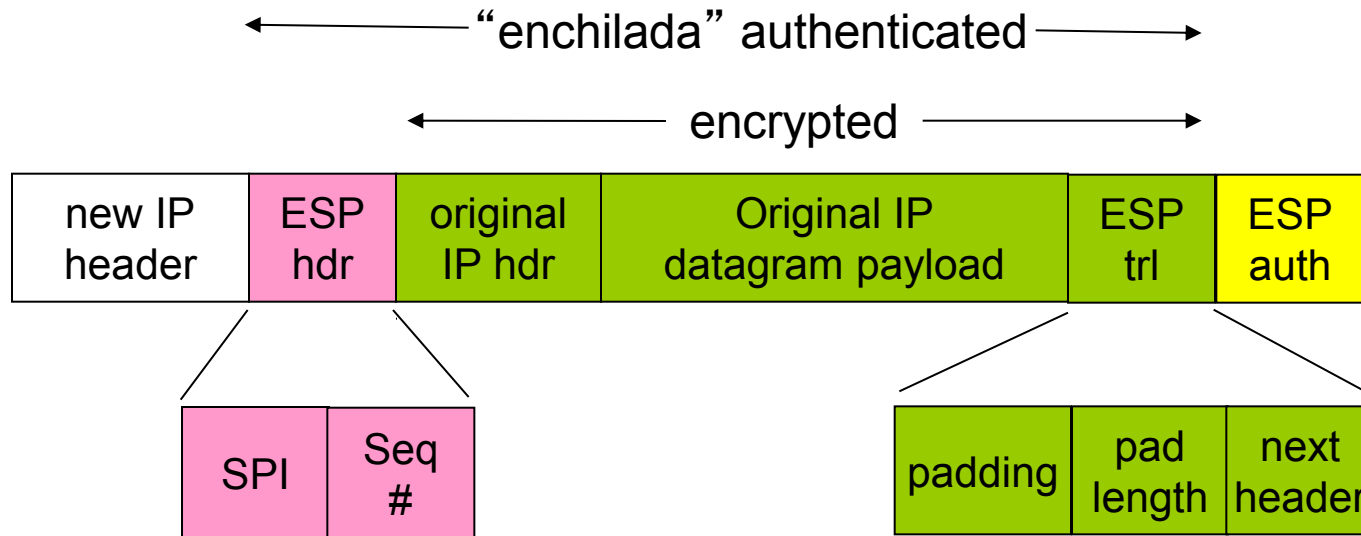 “enchilada” authenticated
encrypted
new IP
header
ESP
hdr
original
IP hdr
Original IP
datagram payload
ESP
trl
ESP
auth
SPI
Seq
#
padding
pad
length
next
header